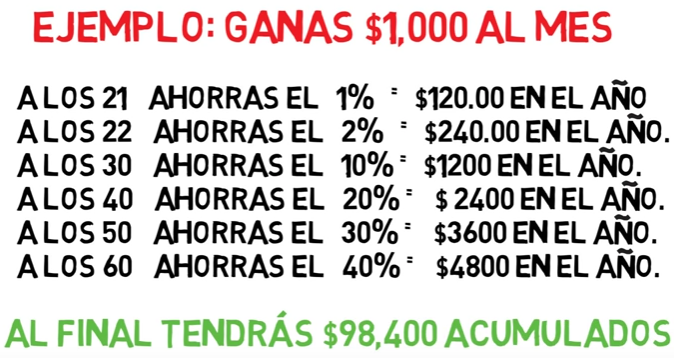 EJEMPLO: GANAS $1,000 AL MES
A LOS 21 AHORRAS EL 1% = $120.00 EN EL AÑO
A LOS 22 AHORRAS EL 2% = $240.00 EN EL AÑO.
A LOS 30 AHORRAS EL 10% = $1200 EN EL AÑO.
A LOS 40 AHORRAS EL 20% = $ 2400 EN EL AÑO.
A LOS 50 AHORRAS EL 30% = $3600 EN EL AÑO.
A LOS 60 AHORRAS EL 40% = $4800 EN EL AÑO.
AL FINAL TENDRÁS $98,400 ACUMULADOS